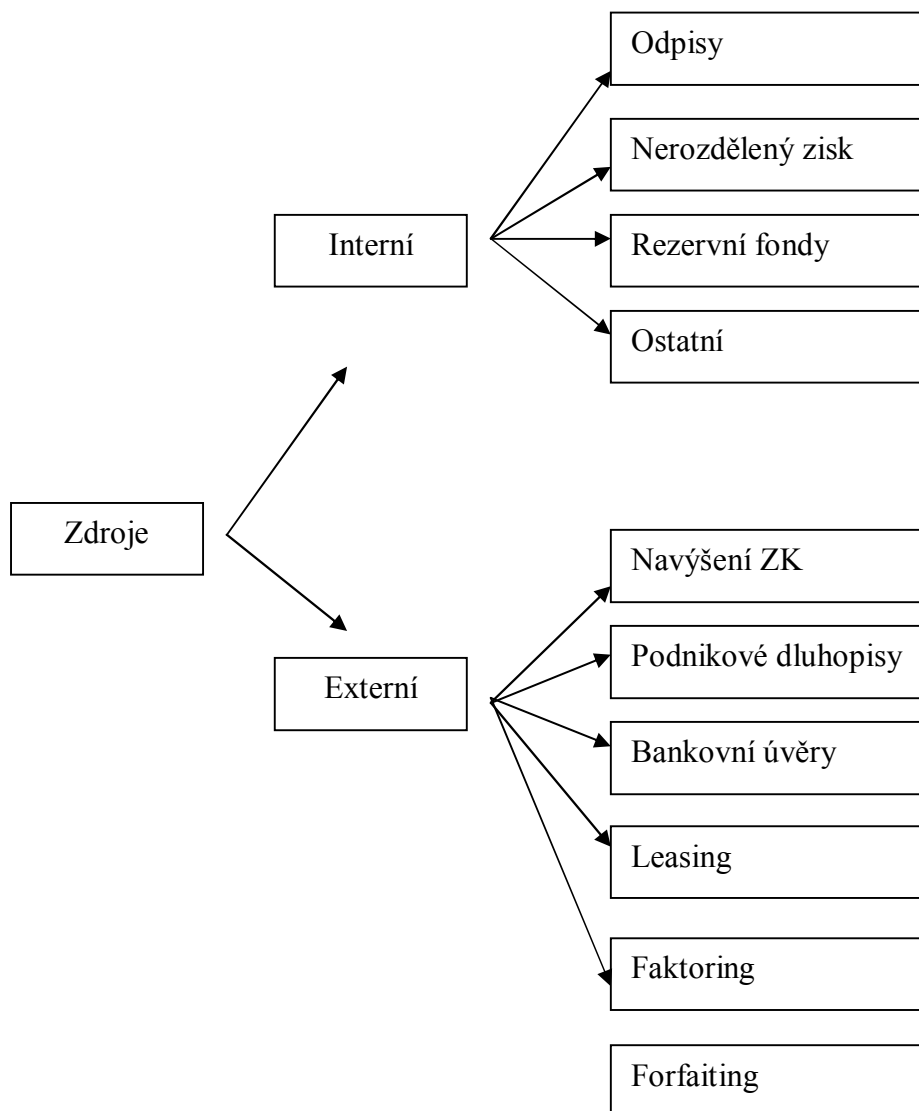 Odpisy
Nerozdělený zisk
Interní
Rezervní fondy
Ostatní
Zdroje
Navýšení ZK
Podnikové dluhopisy
Externí
Bankovní úvěry
Leasing
Faktoring
Forfaiting